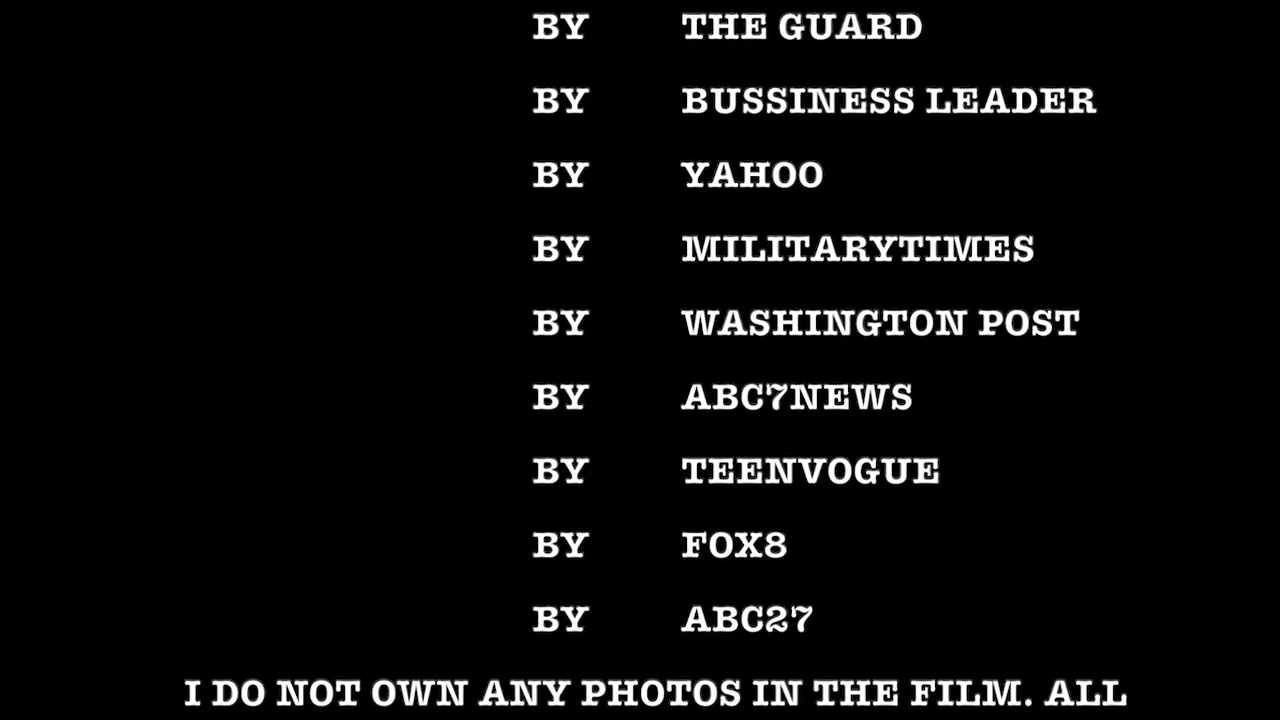 BY THE GUARD
BY BUSSINESS LEADER
BY YAHOO
BY MILITARYTIMES
BY WASHINGTON POST
BY ABC7NEWS
BY TEENVOGUE
BY FOX8
BY ABC27
I DO NOT OWN ANY PHOTOS IN THE FILM. ALL